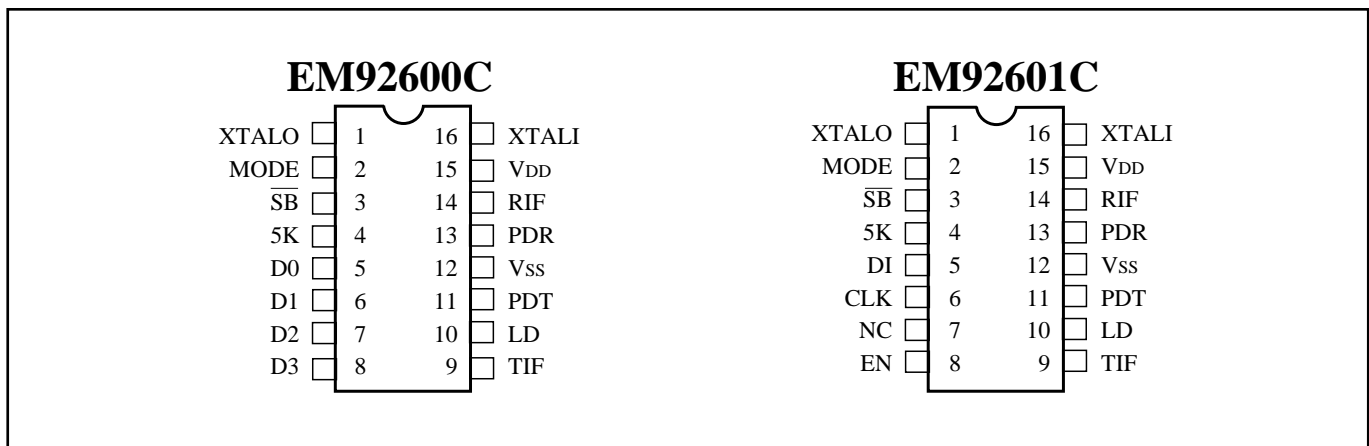 EM92600C
XTALO 1 16 XTALI
MODE 2 15 VDD
SB 3 14 RIF
5K 4 13 PDR
D0 5 12 VSS
D1 6 11 PDT
D2 7 10 LD
D3 8 9 TIF
EM92601C
XTALO 1 16 XTALI
MODE 2 15 VDD
SB 3 14 RIF
5K 4 13 PDR
DI 5 12 VSS
CLK 6 11 PDT
NC 7 10 LD
EN 8 9 TIF